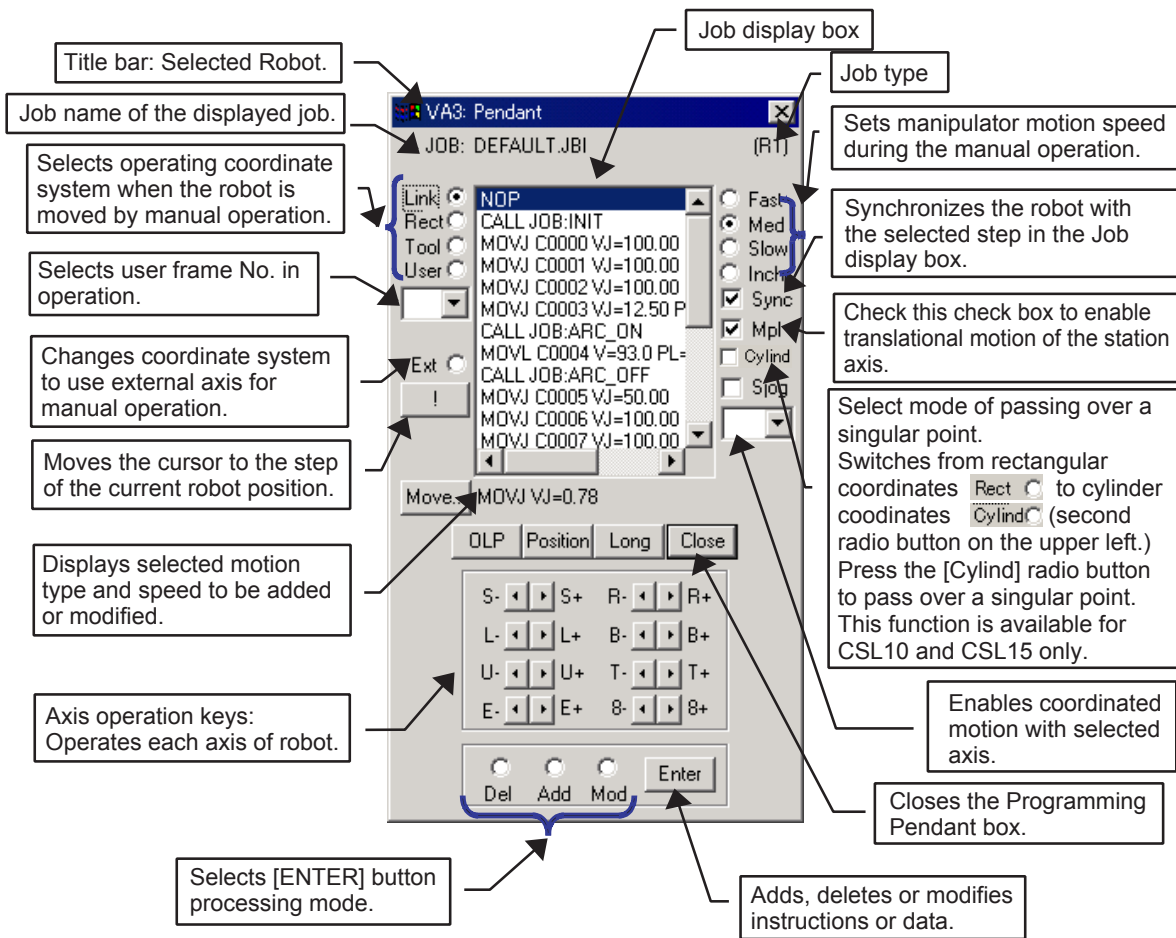 Job display box
Title bar: Selected Robot.
Job type
Job name of the displayed job.
VA3: Pendant
JOB: DEFAULT.JBI
(R1)
Sets manipulator motion speed
during the manual operation.
Selects operating coordinate
system when the robot is
moved by manual operation.
Link
Rect
Tool
User
NOP
CALL JOB:INIT
MOVJ C0000 VJ=100.00
MOVJ C0001 VJ=100.00
MOVJ C0002 VJ=100.00
MOVJ C0003 VJ=12.50 P
CALL JOB:ARC_ON
MOVL C0004 V=93.0 PL=
CALL JOB:ARC_OFF
MOVJ C0005 VJ=50.00
MOVJ C0006 VJ=100.00
MOVJ C0007 VJ=100.00
Fast
Med
Slow
Inch
Sync
Mpl
Cylind
Sjog
Synchronizes the robot with
the selected step in the Job
display box.
Selects user frame No. in
operation.
Check this check box to enable
translational motion of the station
axis.
Changes coordinate system
to use external axis for
manual operation.
Ext
!
Select mode of passing over a
singular point.
Switches from rectangular
coordinates Rect to cylinder
coodinates Cylind (second
radio button on the upper left.)
Press the [Cylind] radio button
to pass over a singular point.
This function is available for
CSL10 and CSL15 only.
Moves the cursor to the step
of the current robot position.
Move... MOVJ VJ=0.78
OLP Position Long Close
Displays selected motion
type and speed to be added
or modified.
S- S+ R- R+
L- L+ B- B+
U- U+ T- T+
E- E+ 8- 8+
Axis operation keys:
Operates each axis of robot.
Enables coordinated
motion with selected
axis.
Del Add Mod Enter
Closes the Programming
Pendant box.
Selects [ENTER] button
processing mode.
Adds, deletes or modifies
instructions or data.